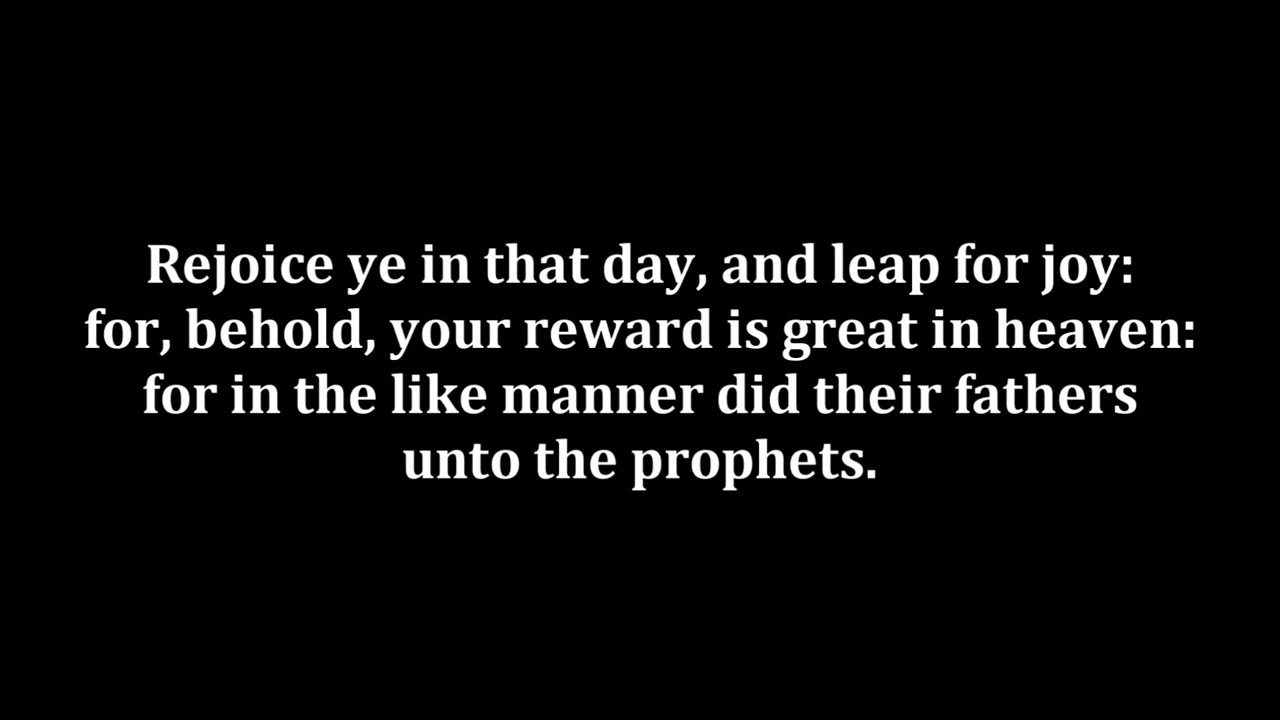 Rejoice ye in that day, and leap for joy:
for, behold, your reward is great in heaven:
for in the like manner did their fathers
unto the prophets.